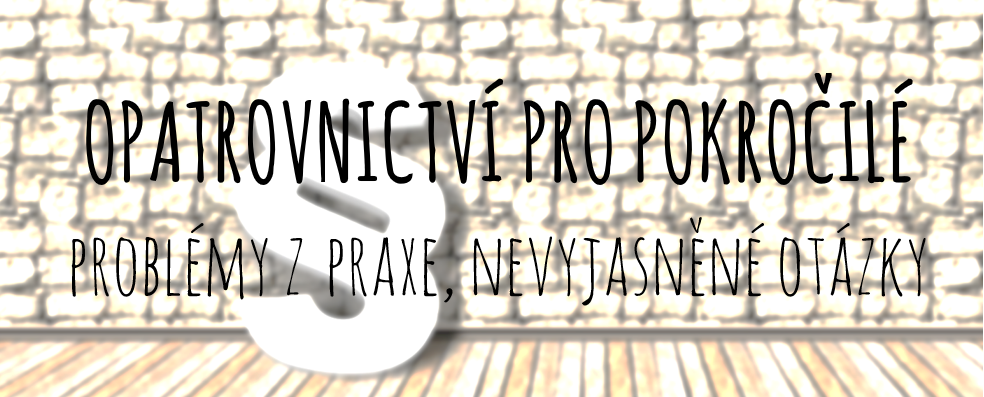 OPATROVNICTVÍ PRO POKROČILÉ
PROBLÉMY Z PRAXE, NEVYJASNĚNÉ OTÁZKY